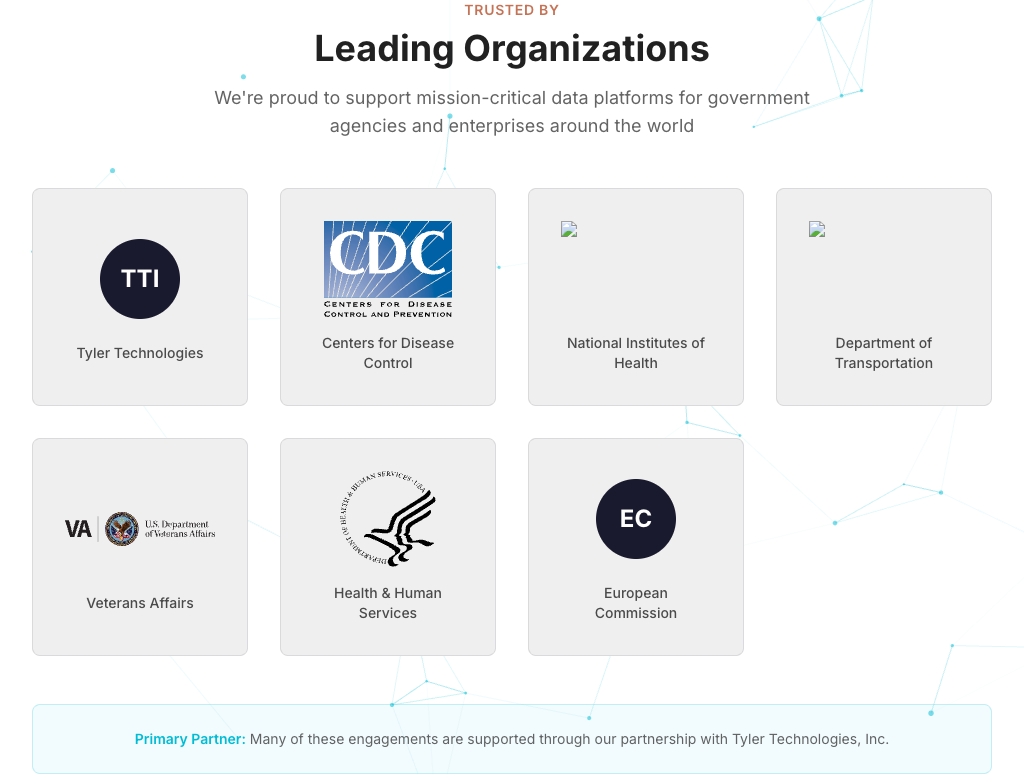 TRUSTED BY
Leading Organizations
We're proud to support mission-critical data platforms for government
agencies and enterprises around the world
TTI
Tyler Technologies
CDC
CENTERS FOR DISEASE
CONTROL AND PREVENTION
Centers for Disease
Control
National Institutes of
Health
Department of
Transportation
VA
U.S. Department
of Veterans Affairs
Veterans Affairs
DEPARTMENT OF HEALTH & HUMAN SERVICES · USA
Health & Human
Services
EC
European
Commission
Primary Partner: Many of these engagements are supported through our partnership with Tyler Technologies, Inc.